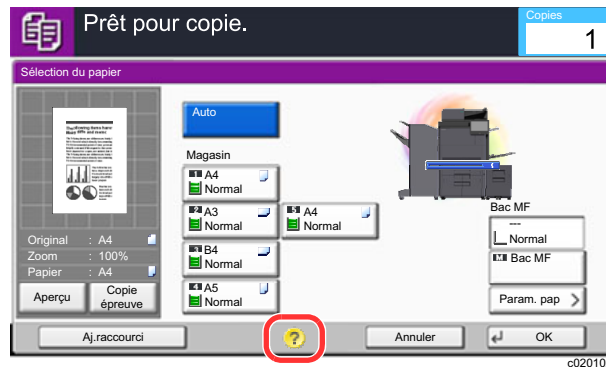 Prêt pour copie.
Copies
1
Sélection du papier
Original : A4
Zoom : 100%
Papier : A4
Aperçu
Copie
épreuve
Auto
Magasin
1 A4
Normal
2 A3
Normal
5 A4
Normal
3 B4
Normal
4 A5
Normal
Bac MF
----
Normal
M Bac MF
Param. pap
Aj.raccourci
?
Annuler
OK
c02010